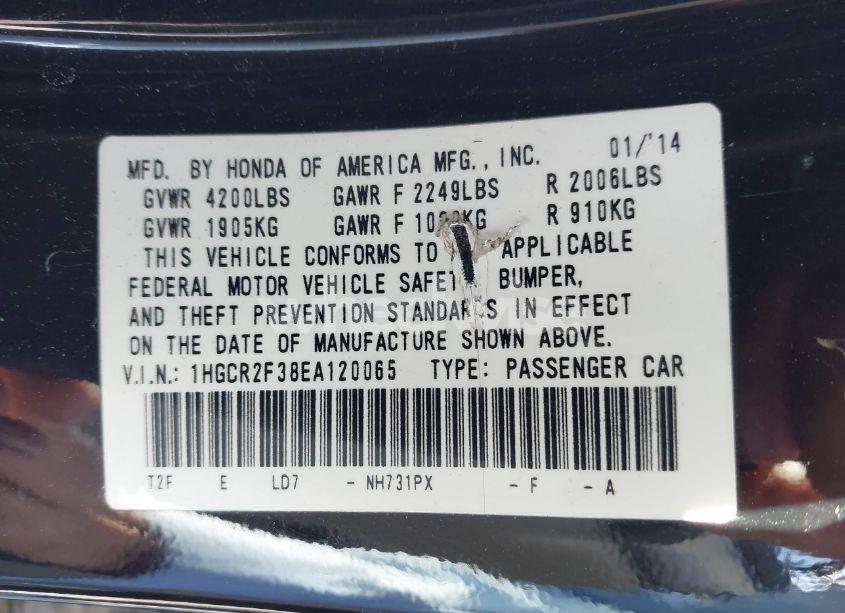 MFD. BY HONDA OF AMERICA MFG., INC. 01/'14
GVWR 4200LBS GAWR F 2249LBS R 2006LBS
GVWR 1905KG GAWR F KG R 910KG
THIS VEHICLE CONFORMS TO APPLICABLE
FEDERAL MOTOR VEHICLE BUMPER,
AND THEFT PREVENTION STANDARDS IN EFFECT
ON THE DATE OF MANUFACTURE SHOWN ABOVE.
V.I.N.: 1HGCR2F38EA120065 TYPE: PASSENGER CAR
T2F E LD7 - NH731PX - F - A